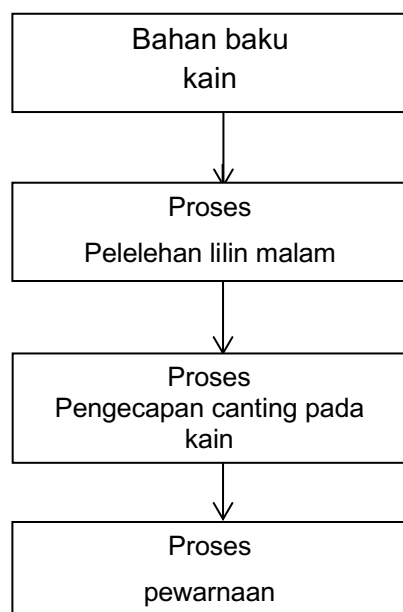 Bahan baku
kain
Proses
Pelelehan lilin malam
Proses
Pengecapan canting pada
kain
Proses
pewarnaan